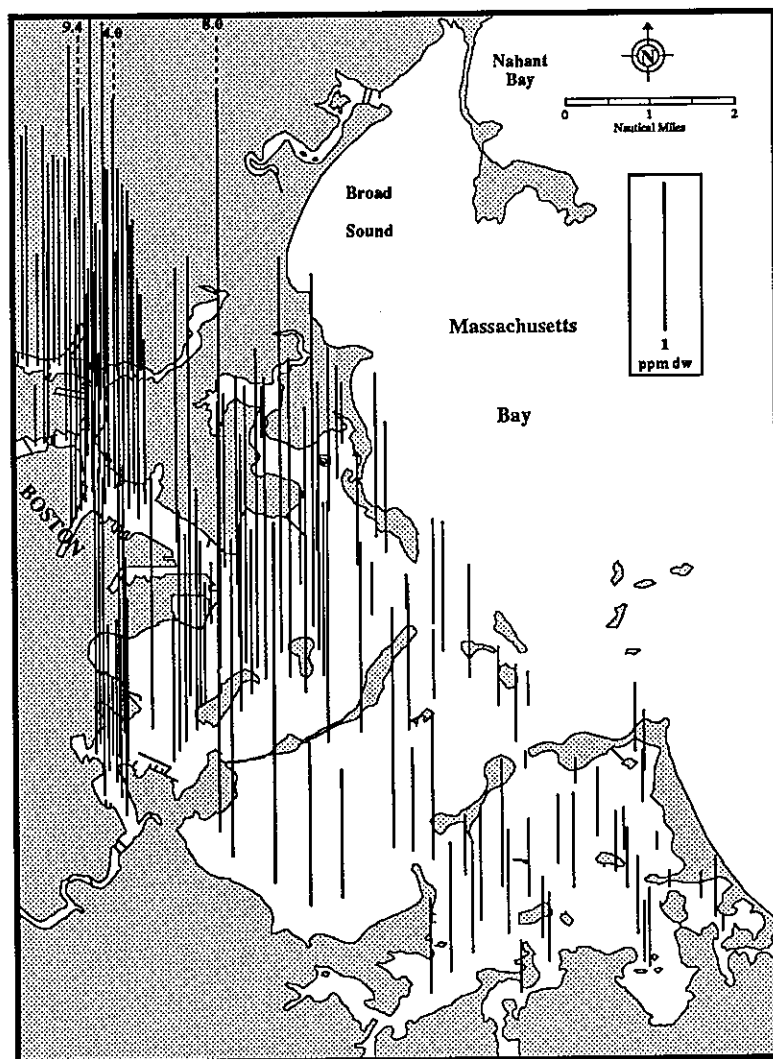 9.4
4.0
8.0
Nahant
Bay
N
0 1 2
Nautical Miles
Broad
Sound
Massachusetts
Bay
1
ppm dw
BOSTON